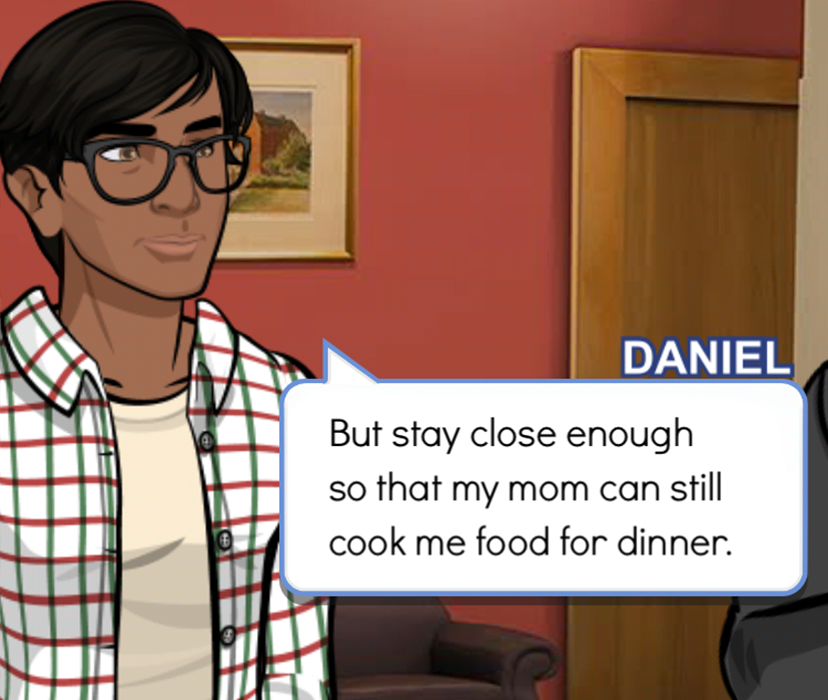 DANIEL
But stay close enough
so that my mom can still
cook me food for dinner.